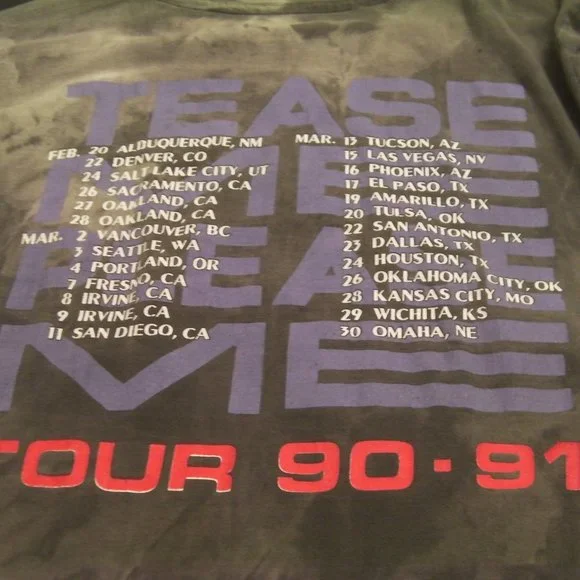 TEASE
ME
PLEASE
ME
FEB. 20 ALBUQUERQUE, NM
22 DENVER, CO
24 SALT LAKE CITY, UT
26 SACRAMENTO, CA
27 OAKLAND, CA
28 OAKLAND, CA
MAR. 2 VANCOUVER, BC
3 SEATTLE, WA
4 PORTLAND, OR
7 FRESNO, CA
8 IRVINE, CA
9 IRVINE, CA
11 SAN DIEGO, CA
MAR. 13 TUCSON, AZ
15 LAS VEGAS, NV
16 PHOENIX, AZ
17 EL PASO, TX
19 AMARILLO, TX
20 TULSA, OK
22 SAN ANTONIO, TX
23 DALLAS, TX
24 HOUSTON, TX
26 OKLAHOMA CITY, OK
28 KANSAS CITY, MO
29 WICHITA, KS
30 OMAHA, NE
TOUR 90·91